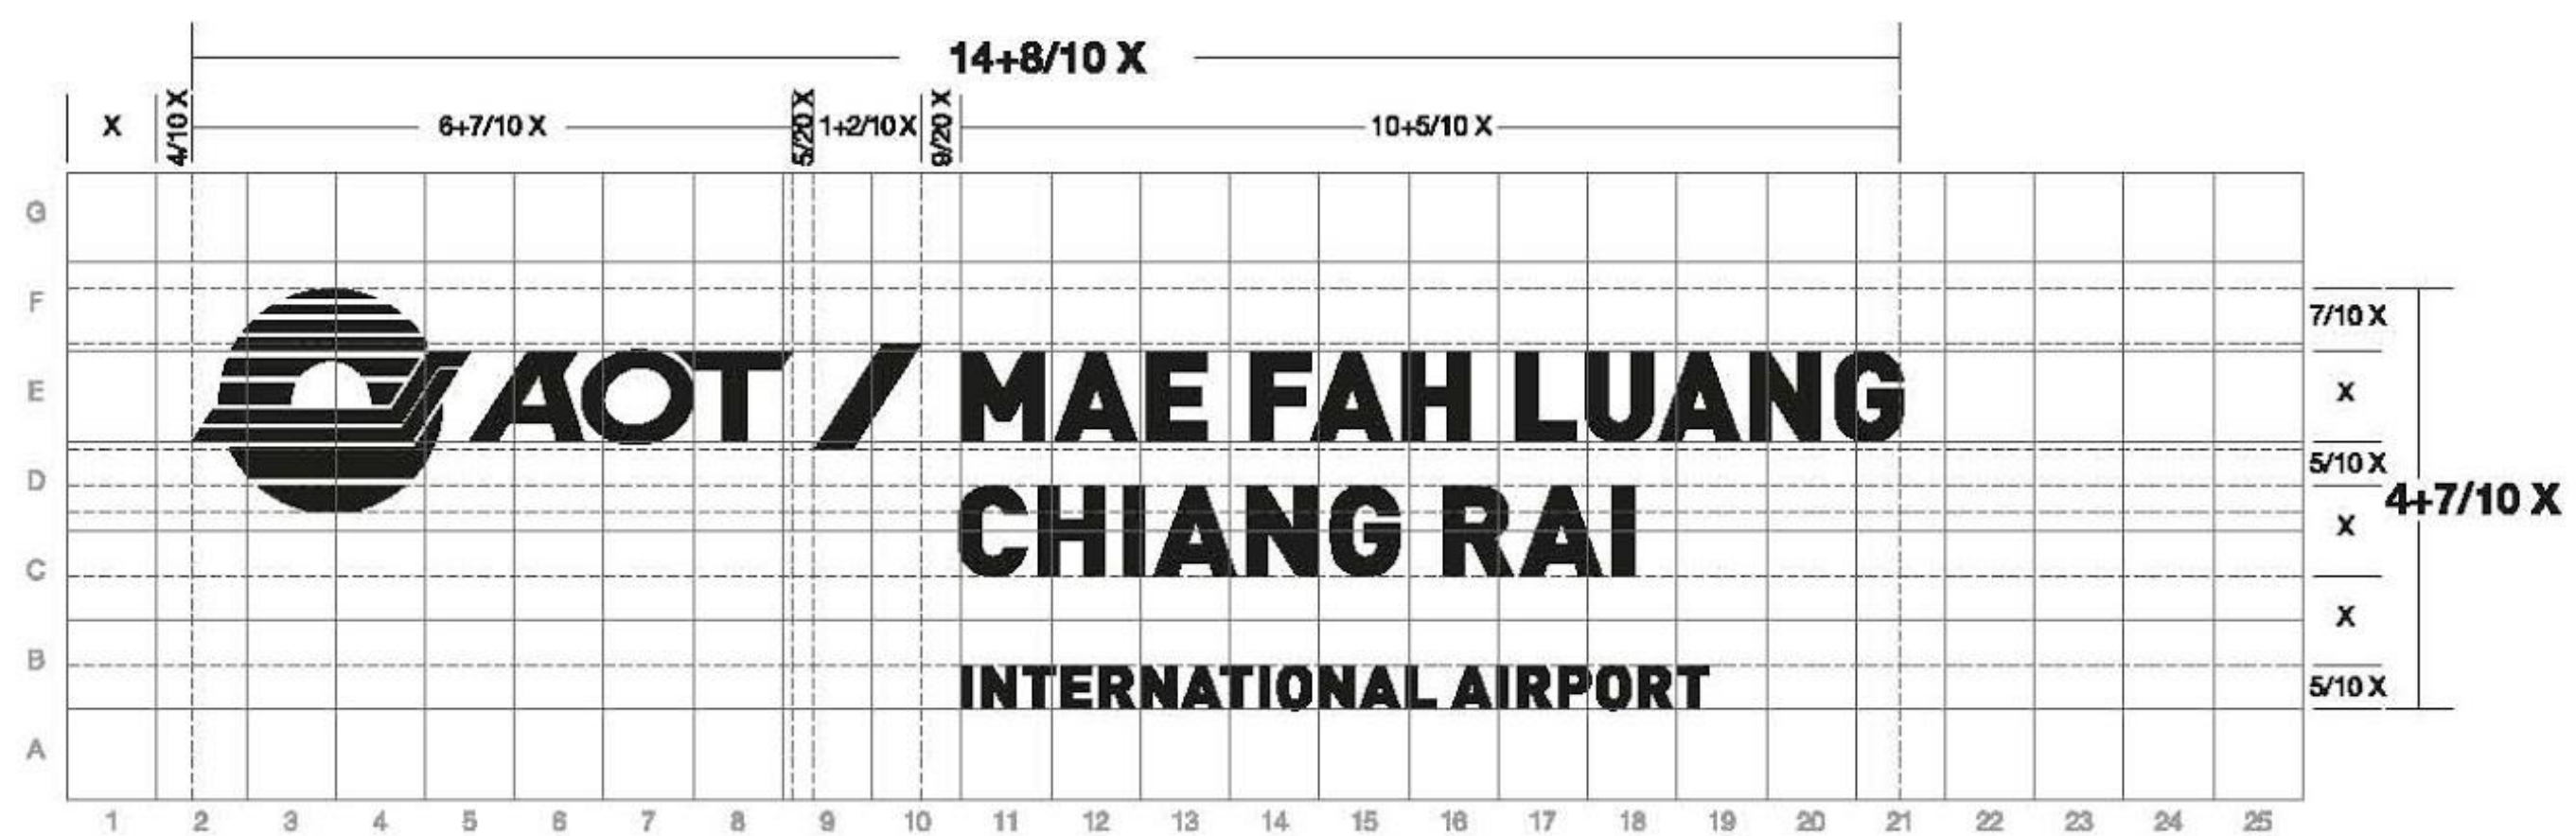 14+8/10 X
X 4/10 X 6+7/10 X 5/20 X 1+2/10 X 9/20 X 10+5/10 X
G
F 7/10 X
E AOT / MAE FAH LUANG X
D 5/10 X
4+7/10 X
CHIANG RAI X
C
X
B
INTERNATIONAL AIRPORT 5/10 X
A
1 2 3 4 5 6 7 8 9 10 11 12 13 14 15 16 17 18 19 20 21 22 23 24 25